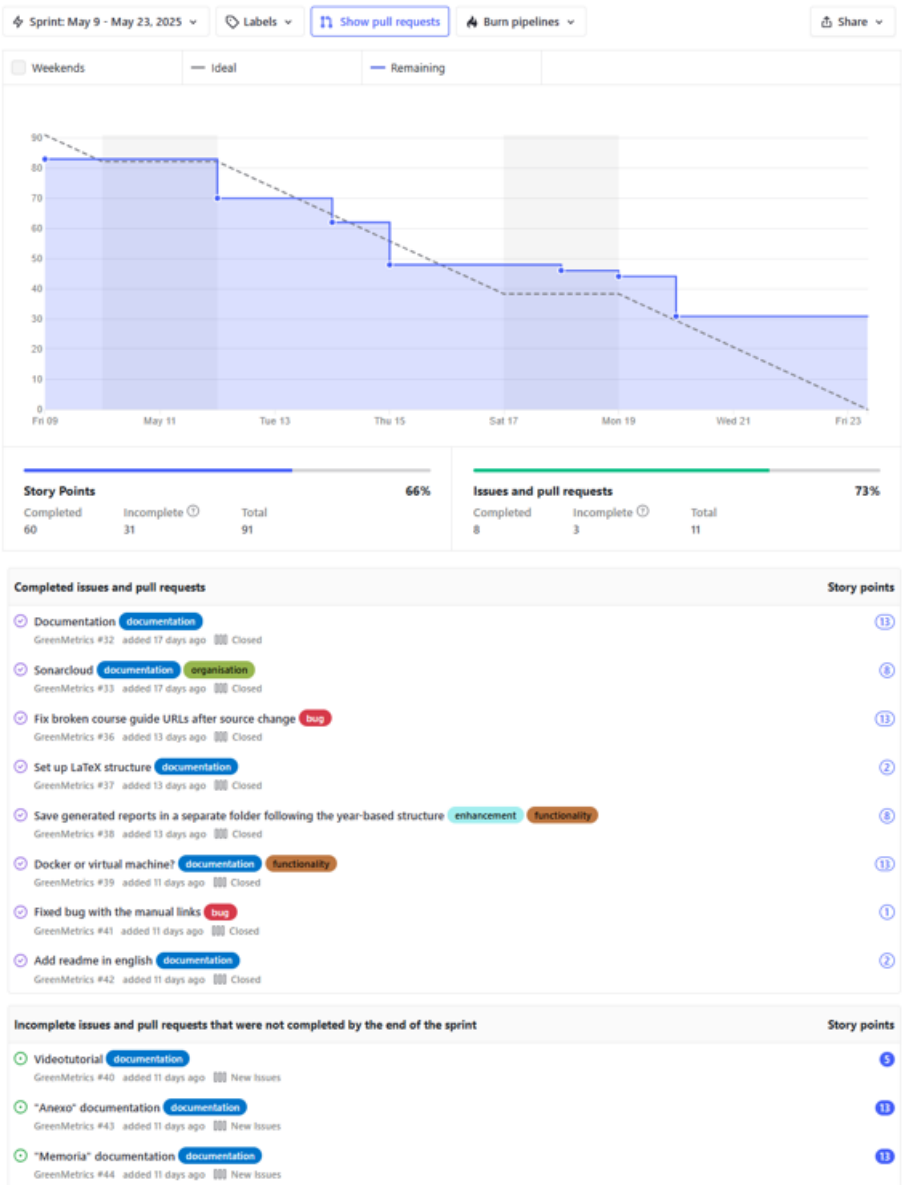 Sprint: May 9 - May 23, 2025 Labels Show pull requests Burn pipelines Share
Weekends Ideal Remaining
90
80
70
60
50
40
30
20
10
0
Fri 09 May 11 Tue 13 Thu 15 Sat 17 Mon 19 Wed 21 Fri 23
Story Points 66% Issues and pull requests 73%
Completed Incomplete ? Total Completed Incomplete ? Total
60 31 91 8 3 11
Completed issues and pull requests Story points
Documentation documentation 13
GreenMetrics #32 added 17 days ago Closed
Sonarcloud documentation organisation 8
GreenMetrics #33 added 17 days ago Closed
Fix broken course guide URLs after source change bug 13
GreenMetrics #36 added 13 days ago Closed
Set up LaTeX structure documentation 2
GreenMetrics #37 added 13 days ago Closed
Save generated reports in a separate folder following the year-based structure enhancement functionality 8
GreenMetrics #38 added 13 days ago Closed
Docker or virtual machine? documentation functionality 13
GreenMetrics #39 added 11 days ago Closed
Fixed bug with the manual links bug 1
GreenMetrics #41 added 11 days ago Closed
Add readme in english documentation 2
GreenMetrics #42 added 11 days ago Closed
Incomplete issues and pull requests that were not completed by the end of the sprint Story points
Videotutorial documentation 5
GreenMetrics #40 added 11 days ago New Issues
"Anexo" documentation documentation 13
GreenMetrics #43 added 11 days ago New Issues
"Memoria" documentation documentation 13
GreenMetrics #44 added 11 days ago New Issues